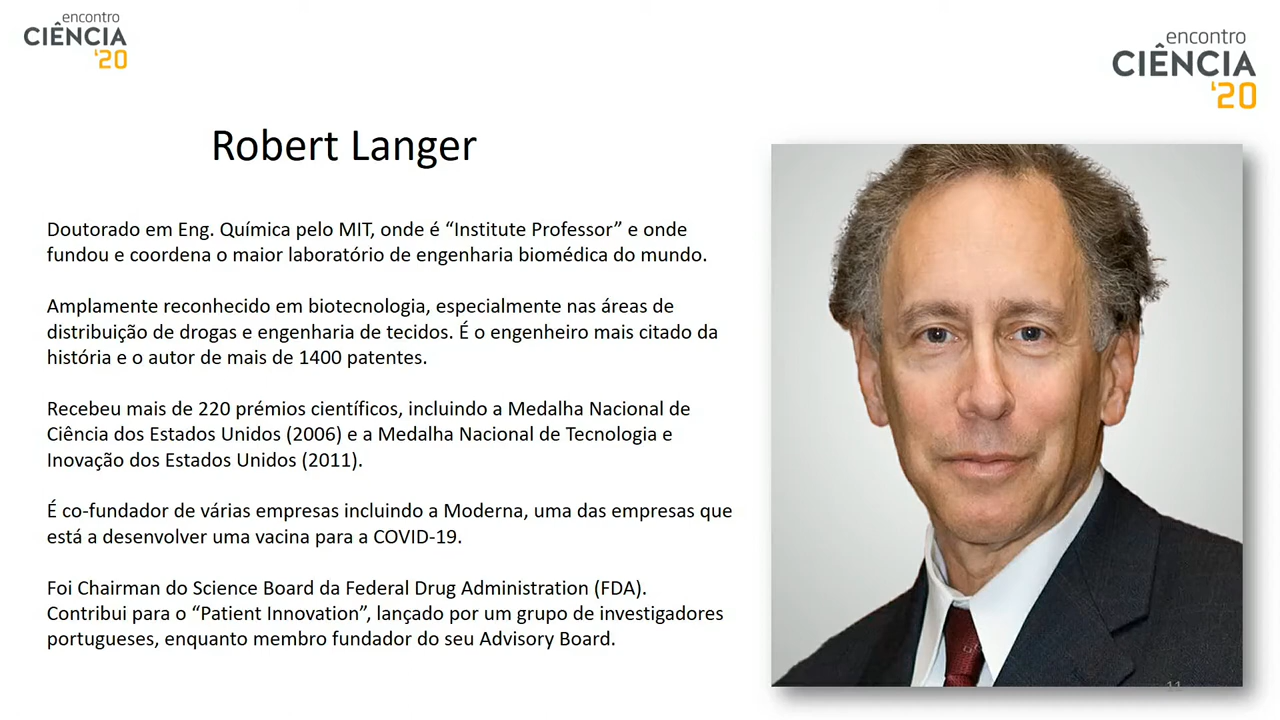 encontro
CIÊNCIA
'20
encontro
CIÊNCIA
'20
Robert Langer
Doutorado em Eng. Química pelo MIT, onde é “Institute Professor” e onde
fundou e coordena o maior laboratório de engenharia biomédica do mundo.
Amplamente reconhecido em biotecnologia, especialmente nas áreas de
distribuição de drogas e engenharia de tecidos. É o engenheiro mais citado da
história e o autor de mais de 1400 patentes.
Recebeu mais de 220 prémios científicos, incluindo a Medalha Nacional de
Ciência dos Estados Unidos (2006) e a Medalha Nacional de Tecnologia e
Inovação dos Estados Unidos (2011).
É co-fundador de várias empresas incluindo a Moderna, uma das empresas que
está a desenvolver uma vacina para a COVID-19.
Foi Chairman do Science Board da Federal Drug Administration (FDA).
Contribui para o “Patient Innovation”, lançado por um grupo de investigadores
portugueses, enquanto membro fundador do seu Advisory Board.
11